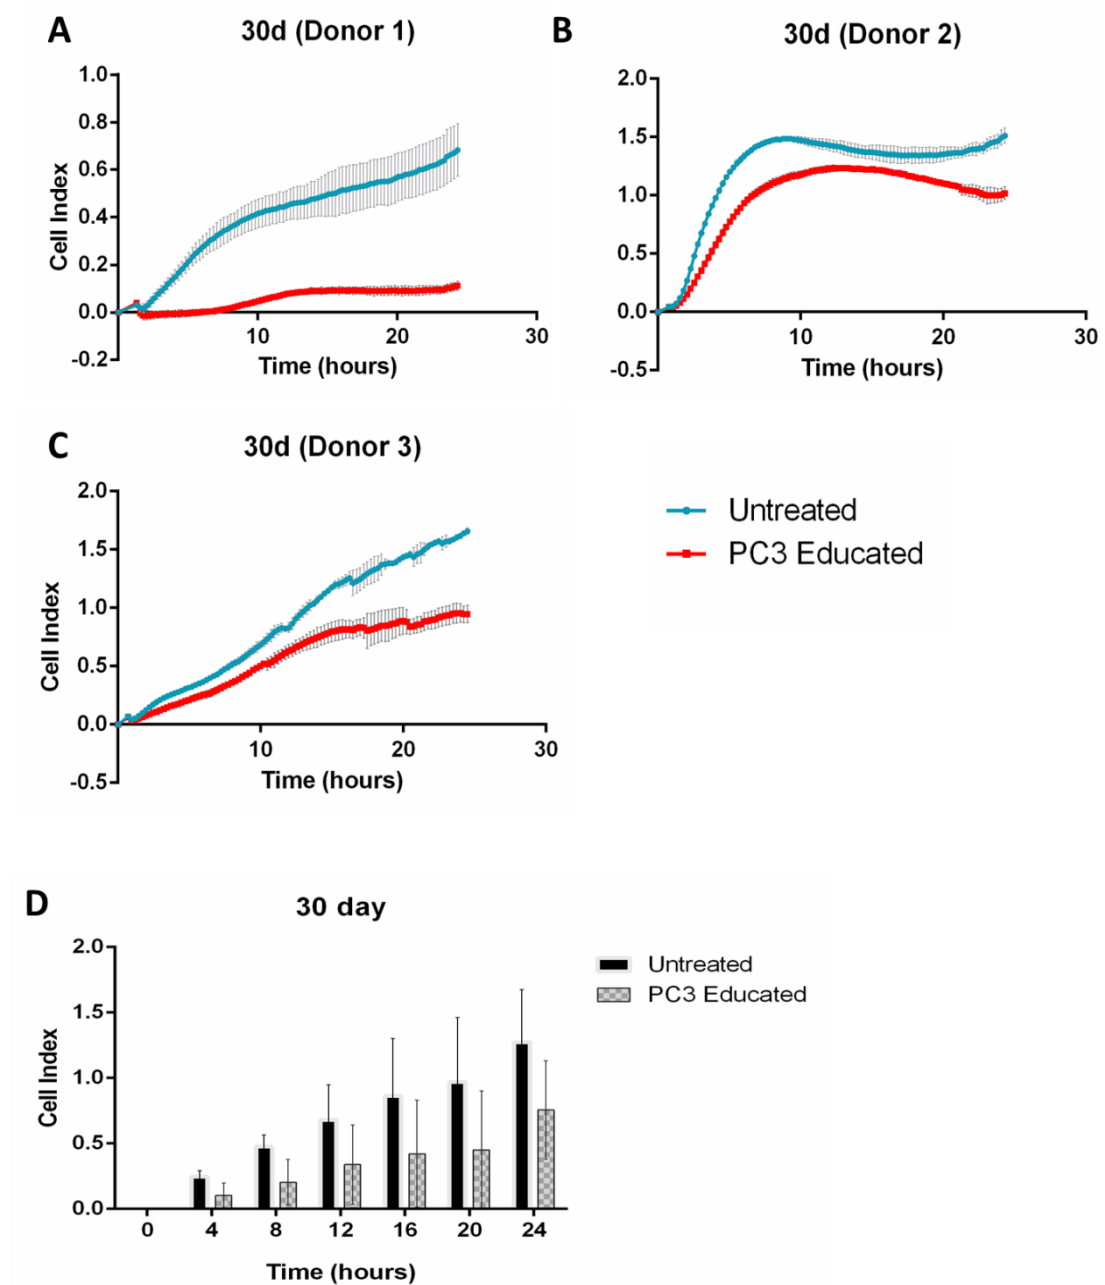 A
30d (Donor 1)
1.0
0.8
0.6
0.4
0.2
0.0
-0.2
Cell Index
10
20
30
Time (hours)
B
30d (Donor 2)
2.0
1.5
1.0
0.5
0.0
-0.5
10
20
30
Time (hours)
C
30d (Donor 3)
2.0
1.5
1.0
0.5
0.0
-0.5
Cell Index
10
20
30
Time (hours)
Untreated
PC3 Educated
D
30 day
2.0
1.5
1.0
0.5
0.0
Cell Index
0 4 8 12 16 20 24
Time (hours)
Untreated
PC3 Educated